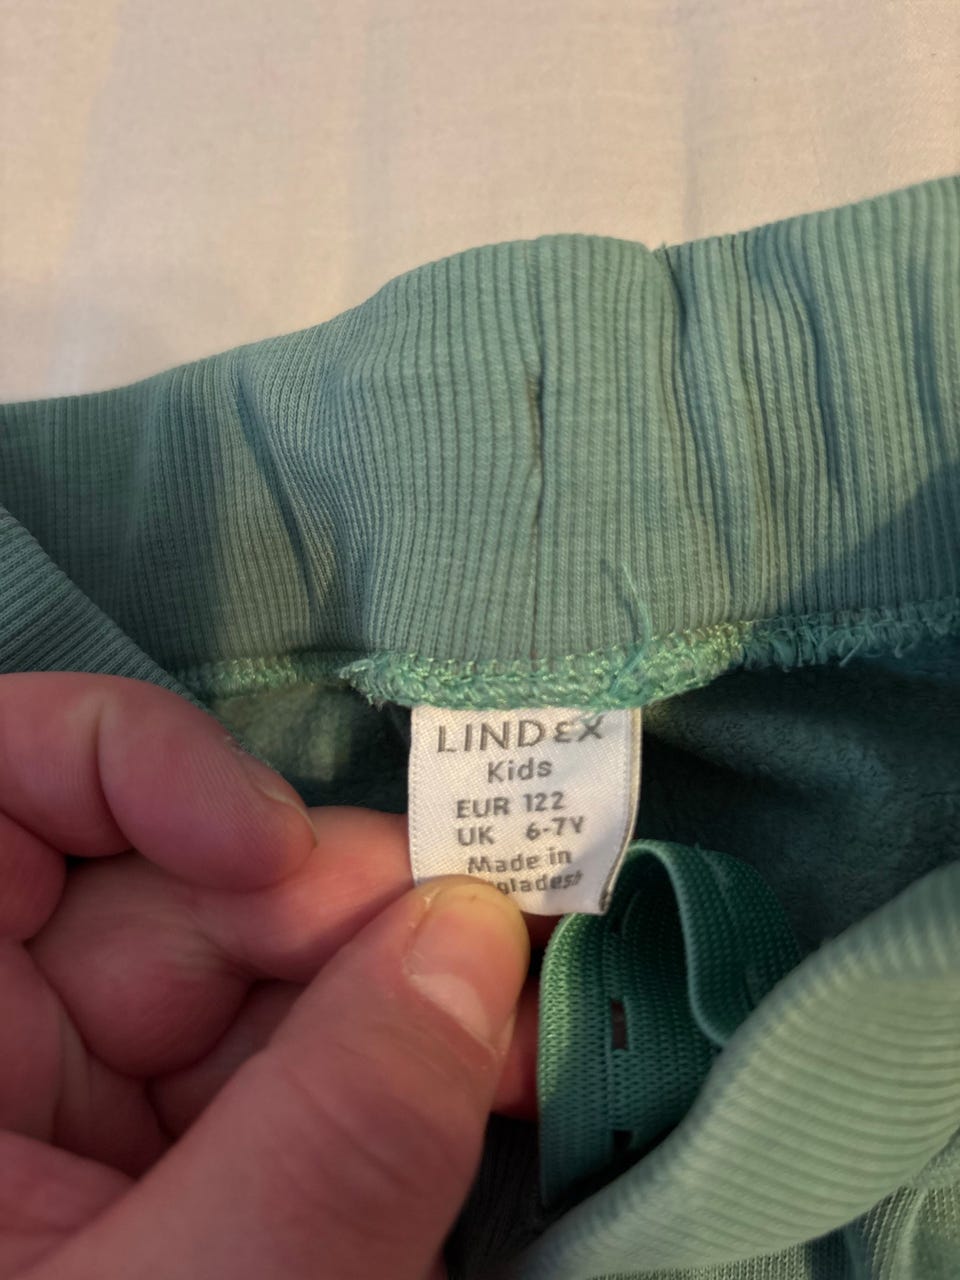 LINDEX
Kids
EUR 122
UK 6-7Y
Made in